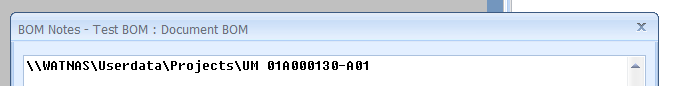 BOM Notes - Test BOM : Document BOM
\\WATNAS\Userdata\Projects\UM 01A000130-A01